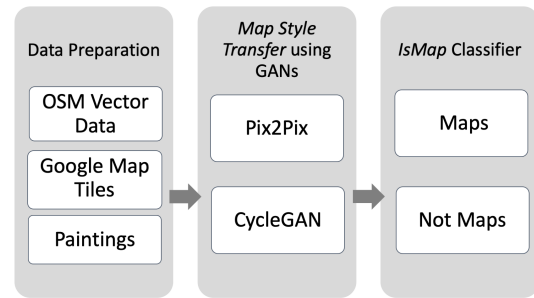 Data Preparation
OSM Vector
Data
Google Map
Tiles
Paintings
Map Style
Transfer using
GANs
Pix2Pix
CycleGAN
IsMap Classifier
Maps
Not Maps